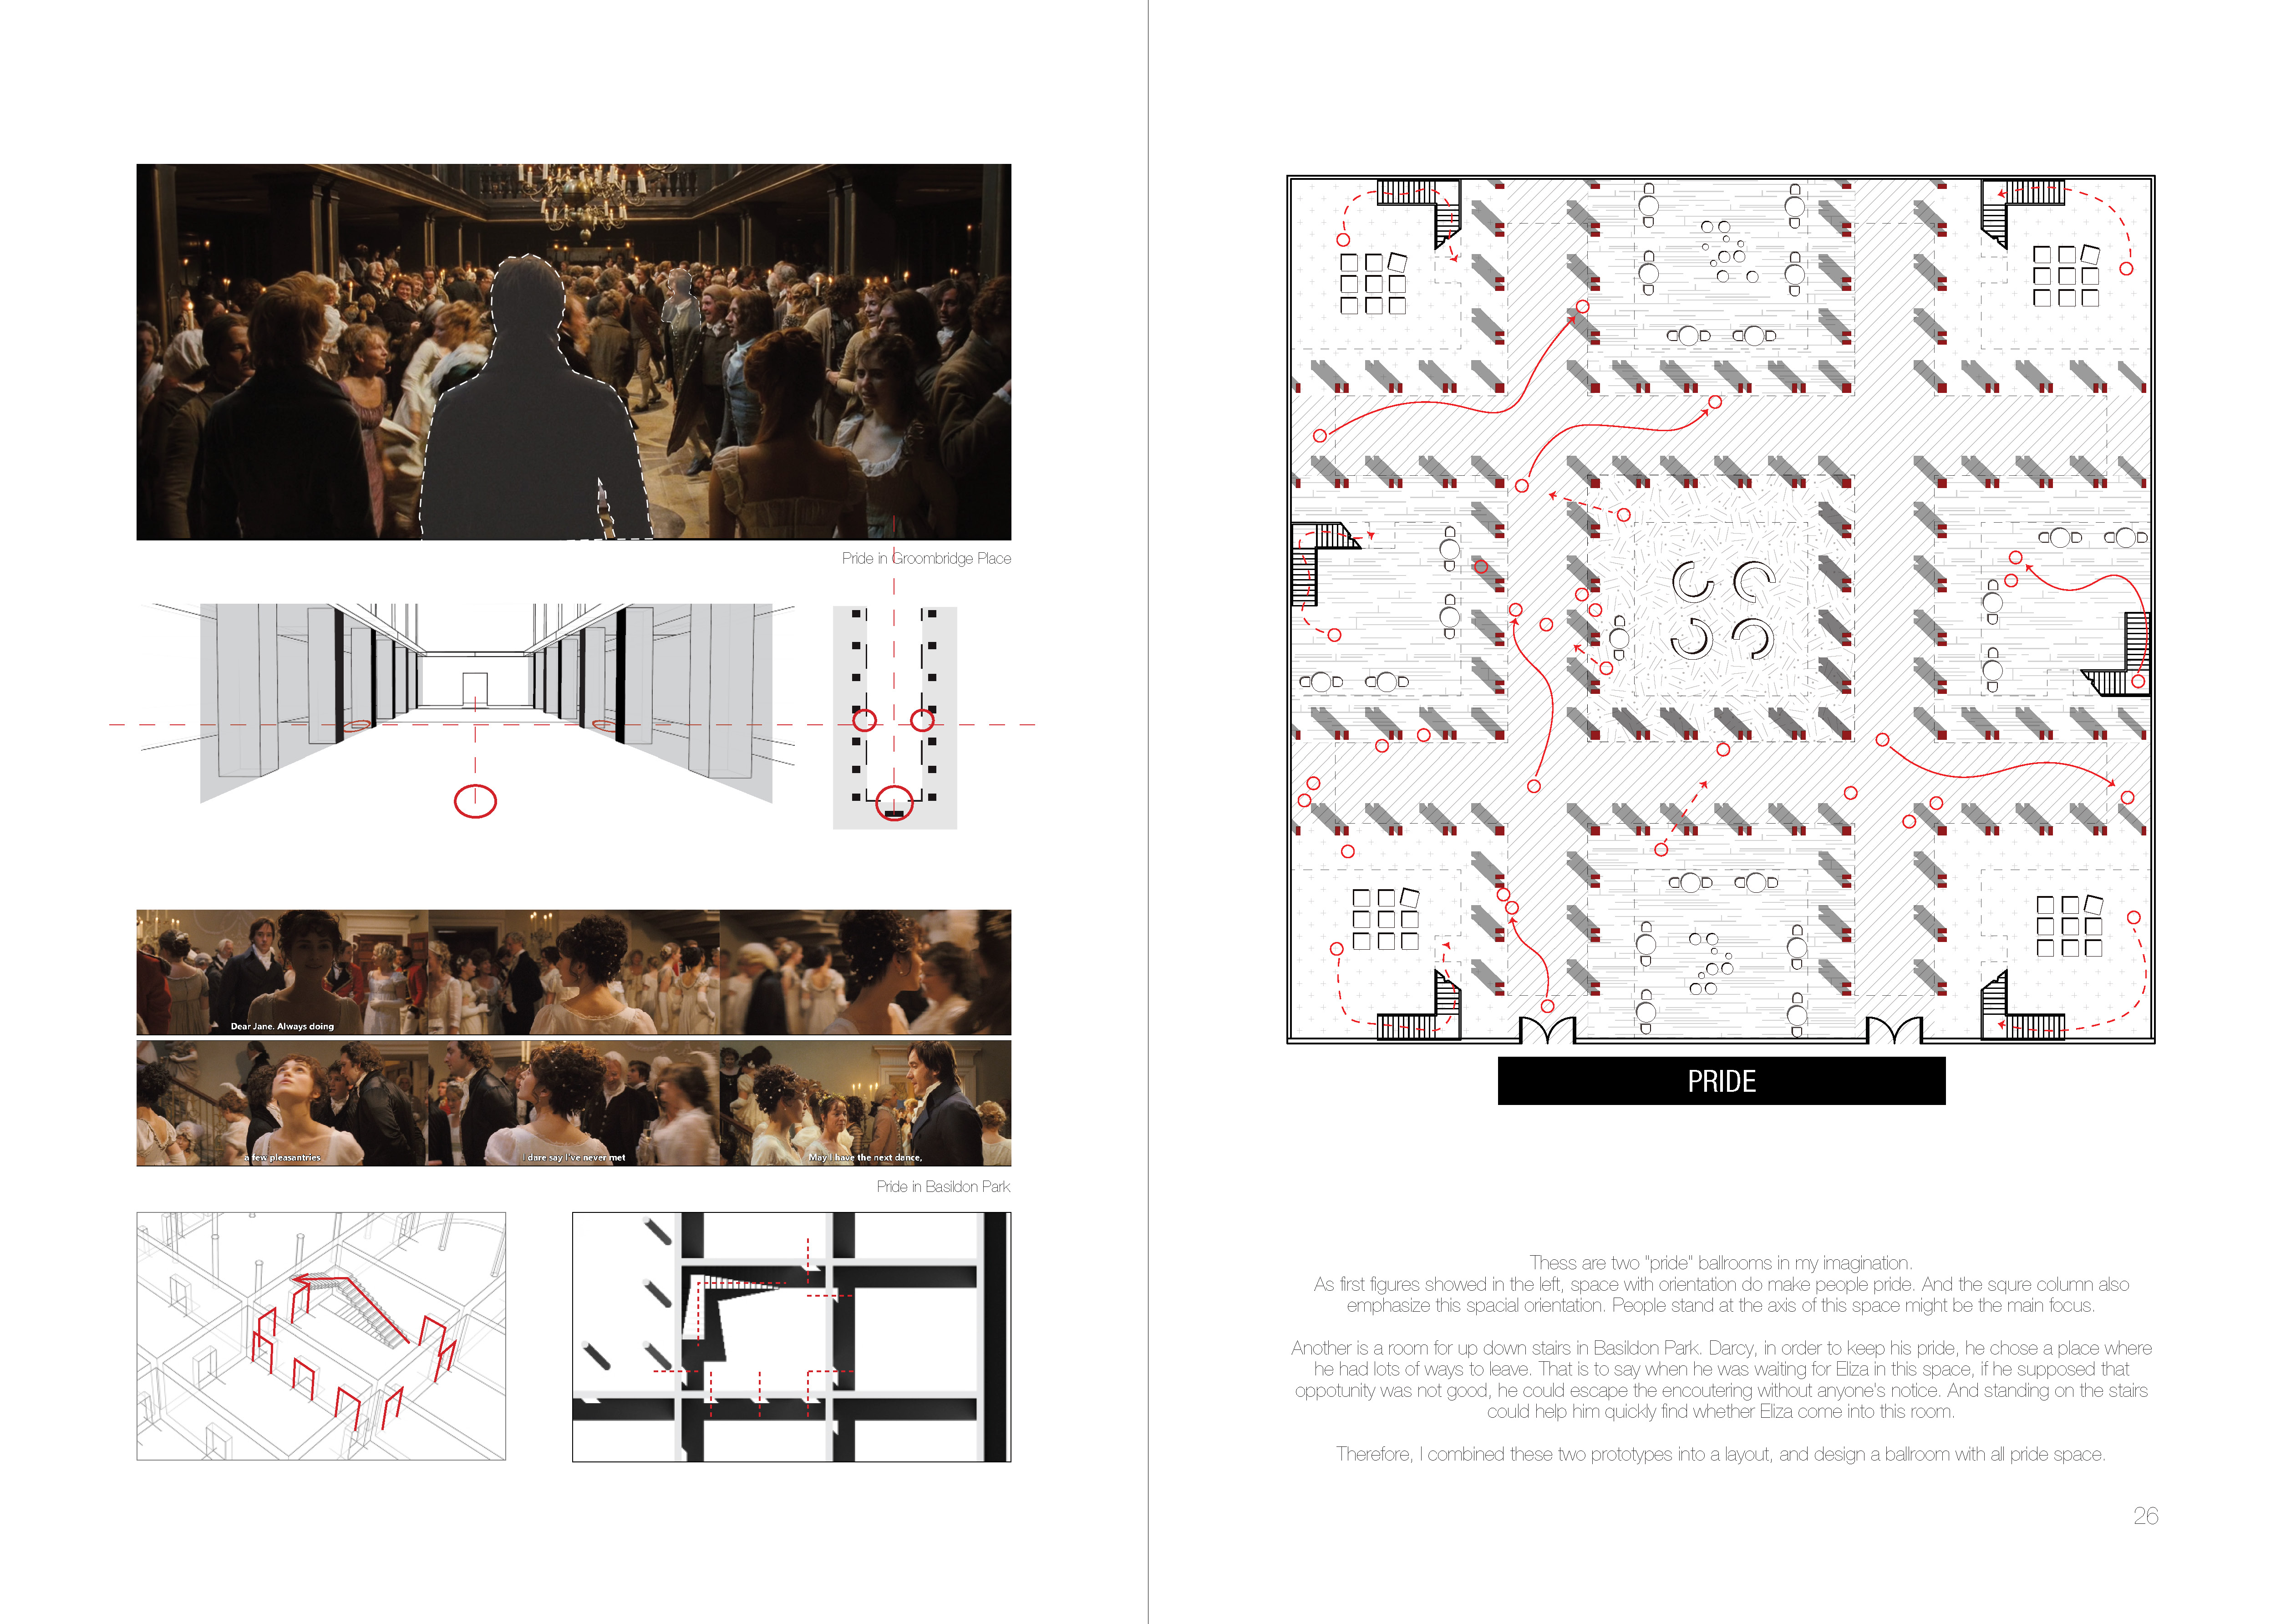 Pride in Groombridge Place
Dear Jane. Always doing
a few pleasantries
I dare say I've never met
May I have the next dance,
Pride in Basildon Park
PRIDE
Thess are two "pride" ballrooms in my imagination.
As first figures showed in the left, space with orientation do make people pride. And the squre column also
emphasize this spacial orientation. People stand at the axis of this space might be the main focus.
Another is a room for up down stairs in Basildon Park. Darcy, in order to keep his pride, he chose a place where
he had lots of ways to leave. That is to say when he was waiting for Eliza in this space, if he supposed that
oppotunity was not good, he could escape the encoutering without anyone's notice. And standing on the stairs
could help him quickly find whether Eliza come into this room.
Therefore, I combined these two prototypes into a layout, and design a ballroom with all pride space.
26